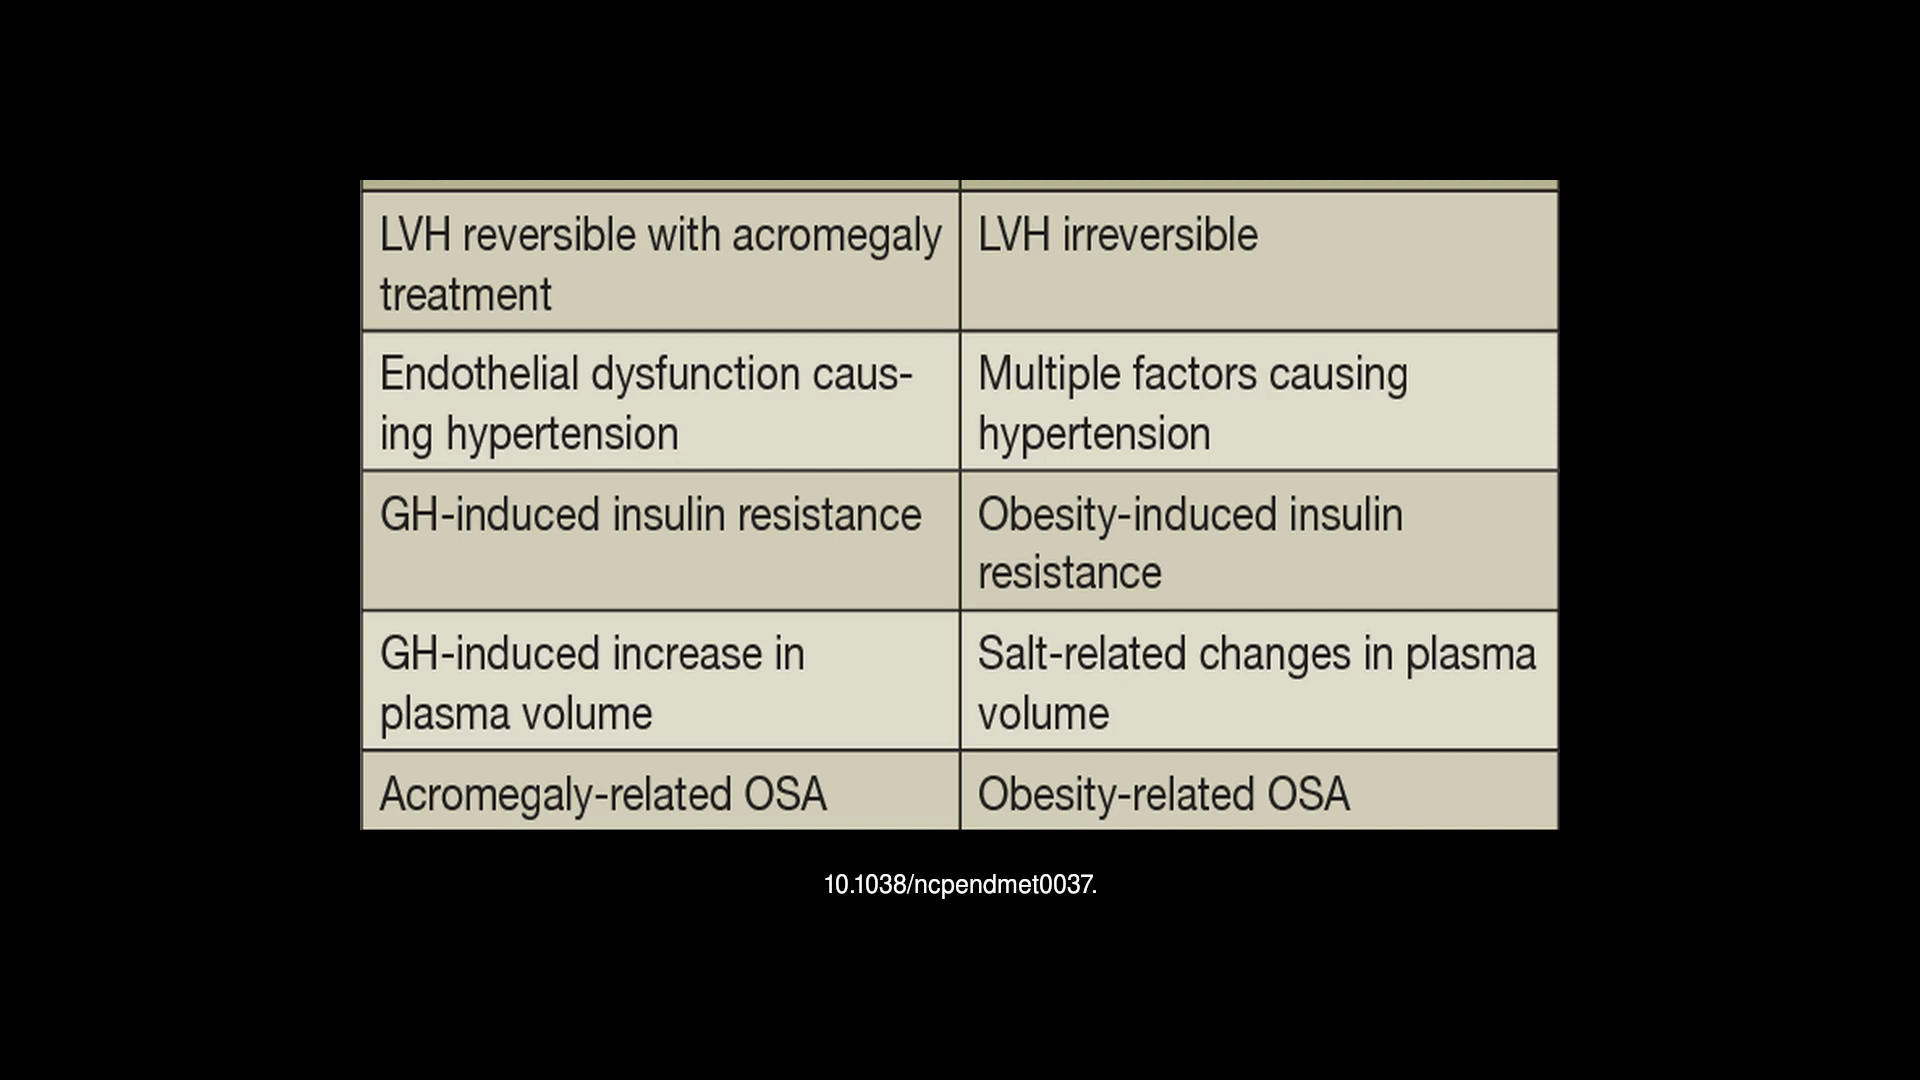 LVH reversible with acromegaly
treatment
LVH irreversible
Endothelial dysfunction caus-
ing hypertension
Multiple factors causing
hypertension
GH-induced insulin resistance
Obesity-induced insulin
resistance
GH-induced increase in
plasma volume
Salt-related changes in plasma
volume
Acromegaly-related OSA
Obesity-related OSA
10.1038/ncpendmet0037.